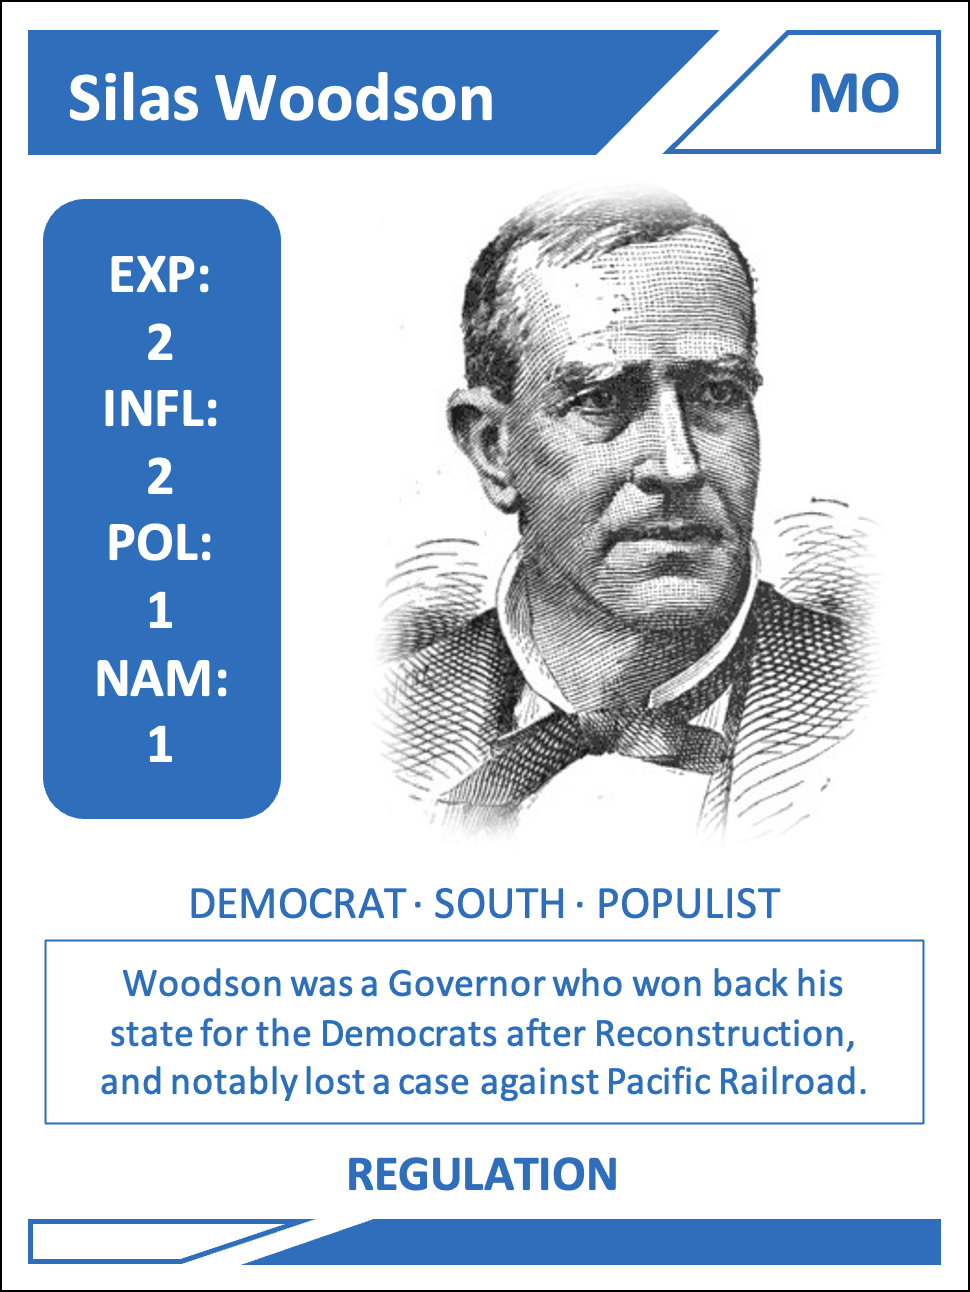 Silas Woodson
MO
EXP:
2
INFL:
2
POL:
1
NAM:
1
DEMOCRAT · SOUTH · POPULIST
Woodson was a Governor who won back his
state for the Democrats after Reconstruction,
and notably lost a case against Pacific Railroad.
REGULATION